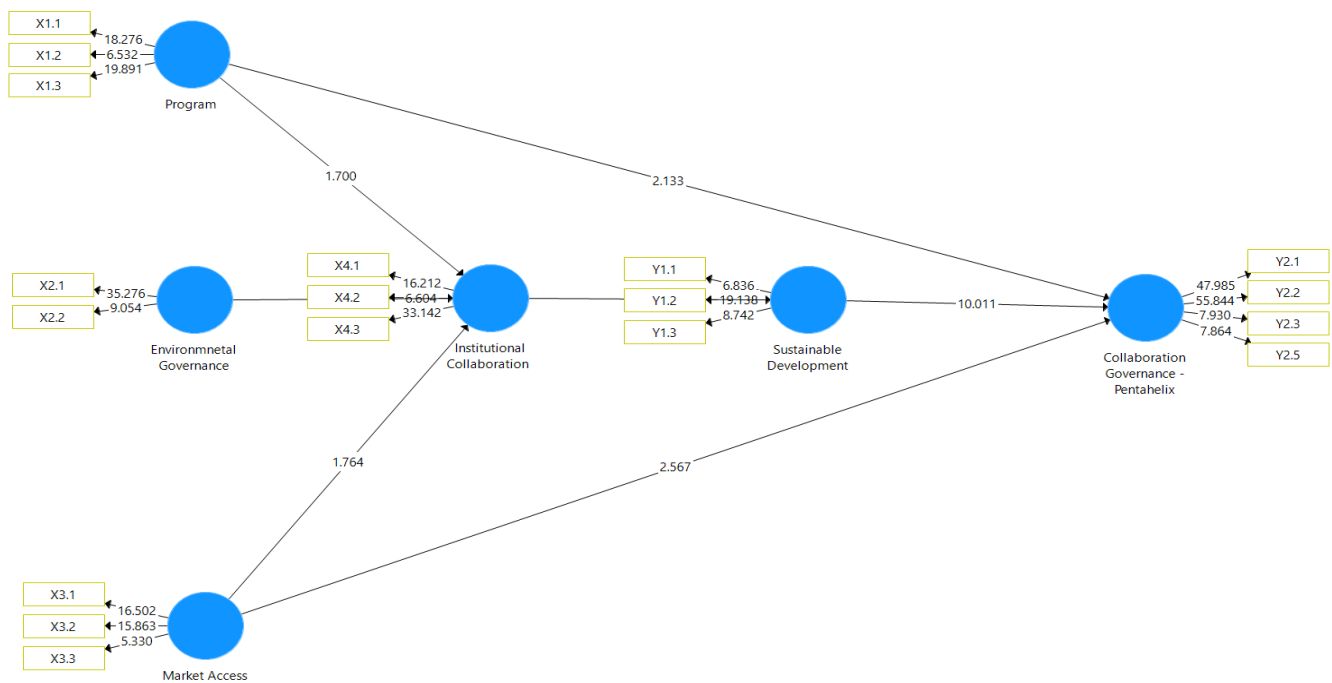 X1.1
18.276
X1.2
6.532
X1.3
19.891
Program
1.700
2.133
X2.1
35.276
X2.2
9.054
Environmnetal
Governance
X4.1
16.212
X4.2
6.604
X4.3
33.142
Institutional
Collaboration
Y1.1
6.836
Y1.2
19.138
Y1.3
8.742
Sustainable
Development
10.011
Y2.1
47.985
Y2.2
55.844
Y2.3
7.930
Y2.5
7.864
Collaboration
Governance -
Pentahelix
1.764
2.567
X3.1
16.502
X3.2
15.863
X3.3
5.330
Market Access